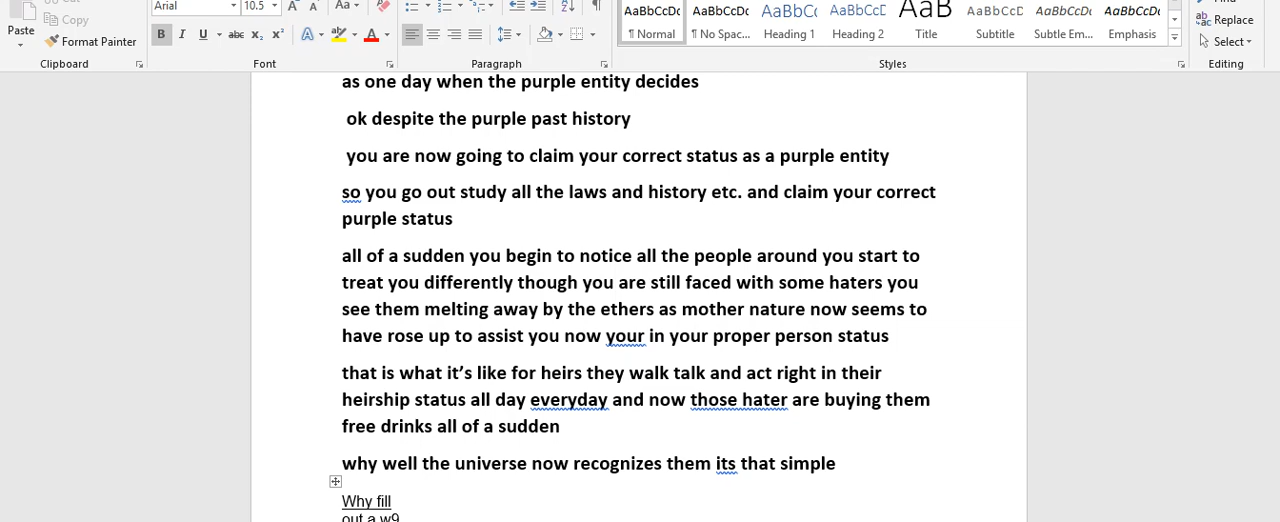 Cut
Paste
Format Painter
Clipboard
Arial
10.5
A A Aa
B I U abc x₂ x² A A
Font
Paragraph
AaBbCcDc AaBbCcDc AaBbCc AaBbCcD AaB AaBbCcD AaBbCcDc AaBbCcDc
¶ Normal ¶ No Spac... Heading 1 Heading 2 Title Subtitle Subtle Em... Emphasis
Styles
Find
Replace
Select
Editing
as one day when the purple entity decides
ok despite the purple past history
you are now going to claim your correct status as a purple entity
so you go out study all the laws and history etc. and claim your correct
purple status
all of a sudden you begin to notice all the people around you start to
treat you differently though you are still faced with some haters you
see them melting away by the ethers as mother nature now seems to
have rose up to assist you now your in your proper person status
that is what it’s like for heirs they walk talk and act right in their
heirship status all day everyday and now those hater are buying them
free drinks all of a sudden
why well the universe now recognizes them its that simple
Why fill
out a w9